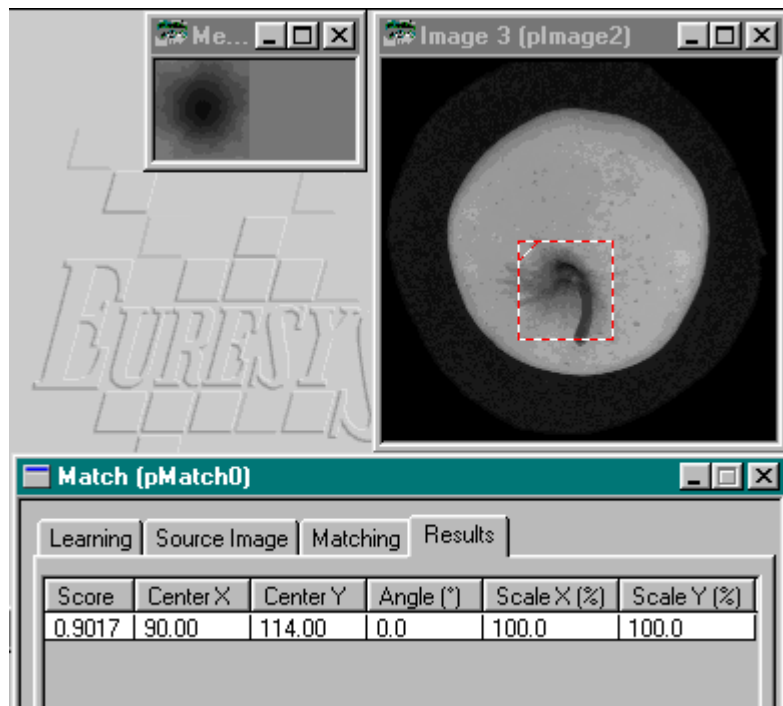 Me...
Image 3 (pImage2)
EURESYS
Match (pMatch0)
Learning Source Image Matching Results
Score Center X Center Y Angle (°) Scale X (%) Scale Y (%)
0.9017 90.00 114.00 0.0 100.0 100.0